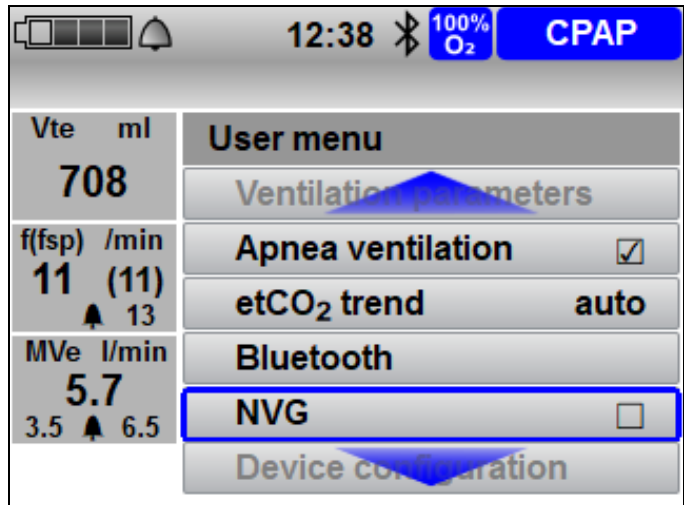 12:38 100% O₂ CPAP
Vte ml
708
f(fsp) /min
11 (11)
13
MVe l/min
5.7
3.5 6.5
User menu
Ventilation parameters
Apnea ventilation ☑
etCO₂ trend auto
Bluetooth
NVG ☐
Device configuration